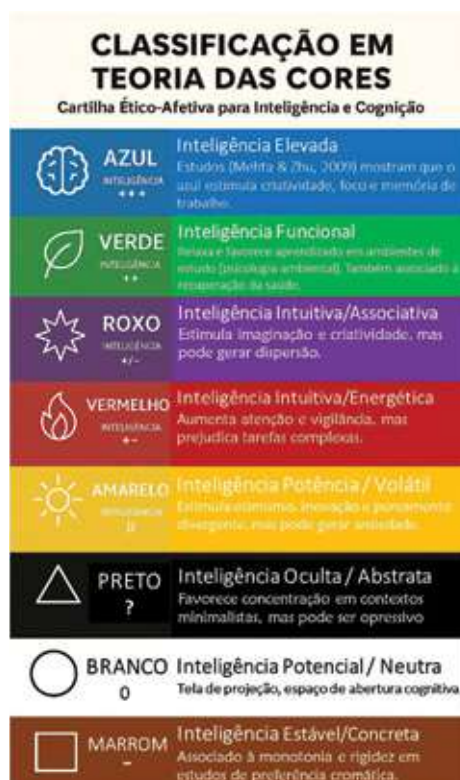 CLASSIFICAÇÃO EM
TEORIA DAS CORES
Cartilha Ético-Afetiva para Inteligência e Cognição
AZUL
INTELIGÊNCIA
+++
Inteligência Elevada
Estudos (Mehta & Zhu, 2009) mostram que o
azul estimula criatividade, foco e memória de
trabalho.
VERDE
INTELIGÊNCIA
++
Inteligência Funcional
Relaxa e favorece aprendizado em ambientes de
estudo (psicologia ambiental). Também associado à
recuperação da saúde.
ROXO
INTELIGÊNCIA
+/-
Inteligência Intuitiva/Associativa
Estimula imaginação e criatividade, mas
pode gerar dispersão.
VERMELHO
INTELIGÊNCIA
+-
Inteligência Intuitiva/Energética
Aumenta atenção e vigilância, mas
prejudica tarefas complexas.
AMARELO
INTELIGÊNCIA
Inteligência Potência / Volátil
Estimula otimismo, inovação e pensamento
divergente, mas pode gerar ansiedade.
PRETO
?
Inteligência Oculta / Abstrata
Favorece concentração em contextos
minimalistas, mas pode ser opressivo
BRANCO
0
Inteligência Potencial / Neutra
Tela de projeção, espaço de abertura cognitiva
MARROM
-
Inteligência Estável/Concreta
Associado à monotonia e rigidez em
estudos de preferência cromática.